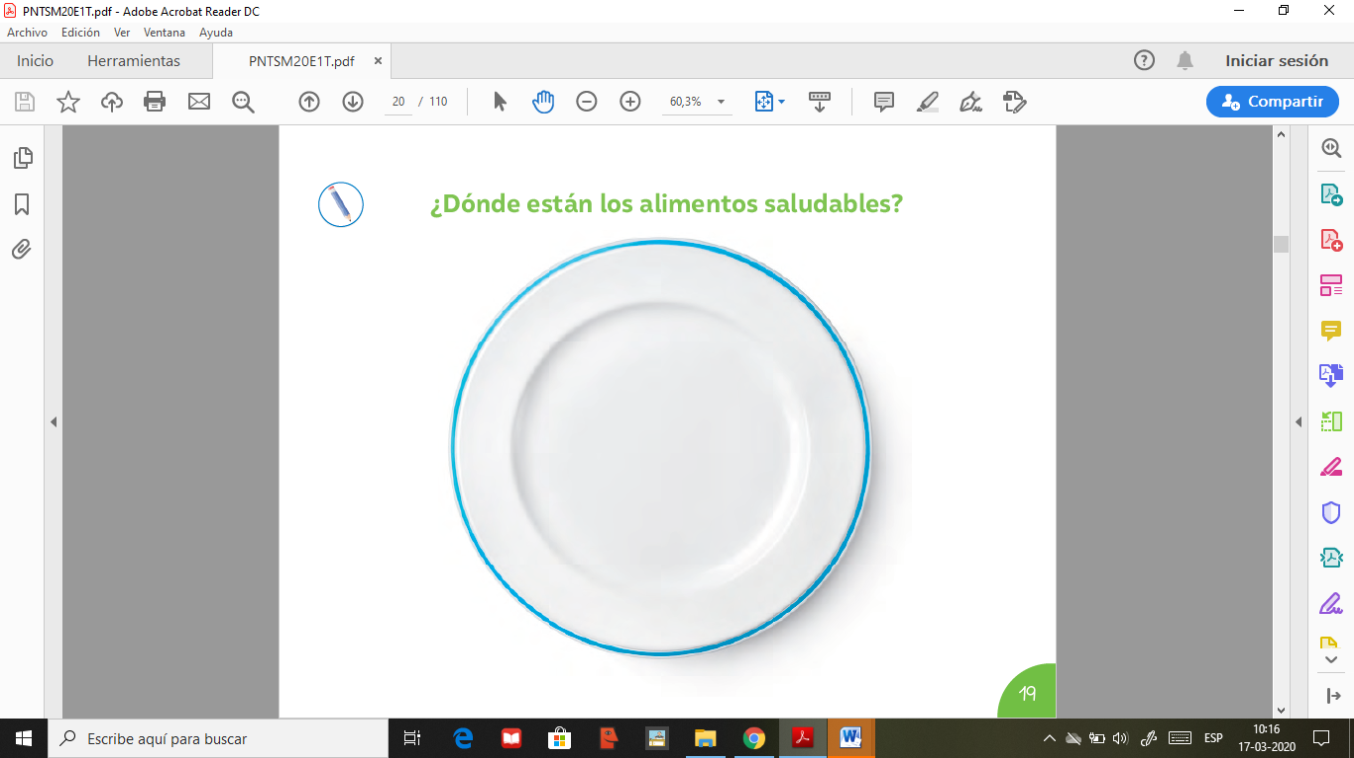 PNTSM20E1T.pdf - Adobe Acrobat Reader DC
Archivo Edición Ver Ventana Ayuda
Inicio Herramientas PNTSM20E1T.pdf × Iniciar sesión
20 / 110 60,3% Compartir
¿Dónde están los alimentos saludables?
19
Escribe aquí para buscar
ESP
10:16
17-03-2020